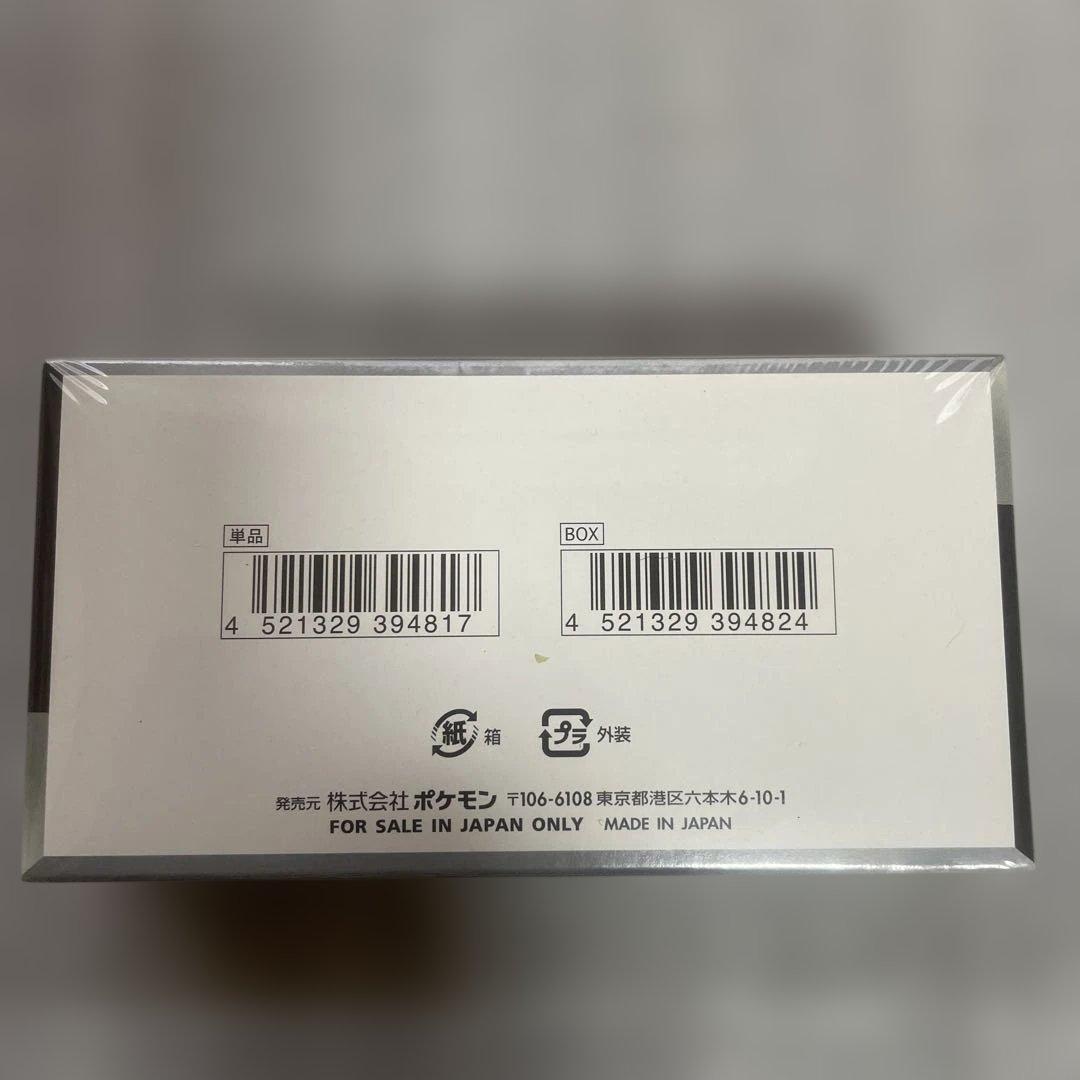 単品
BOX
4 521329 394817
4 521329 394824
紙 箱
プラ 外装
発売元 株式会社ポケモン 〒106-6108 東京都港区六本木6-10-1
FOR SALE IN JAPAN ONLY MADE IN JAPAN